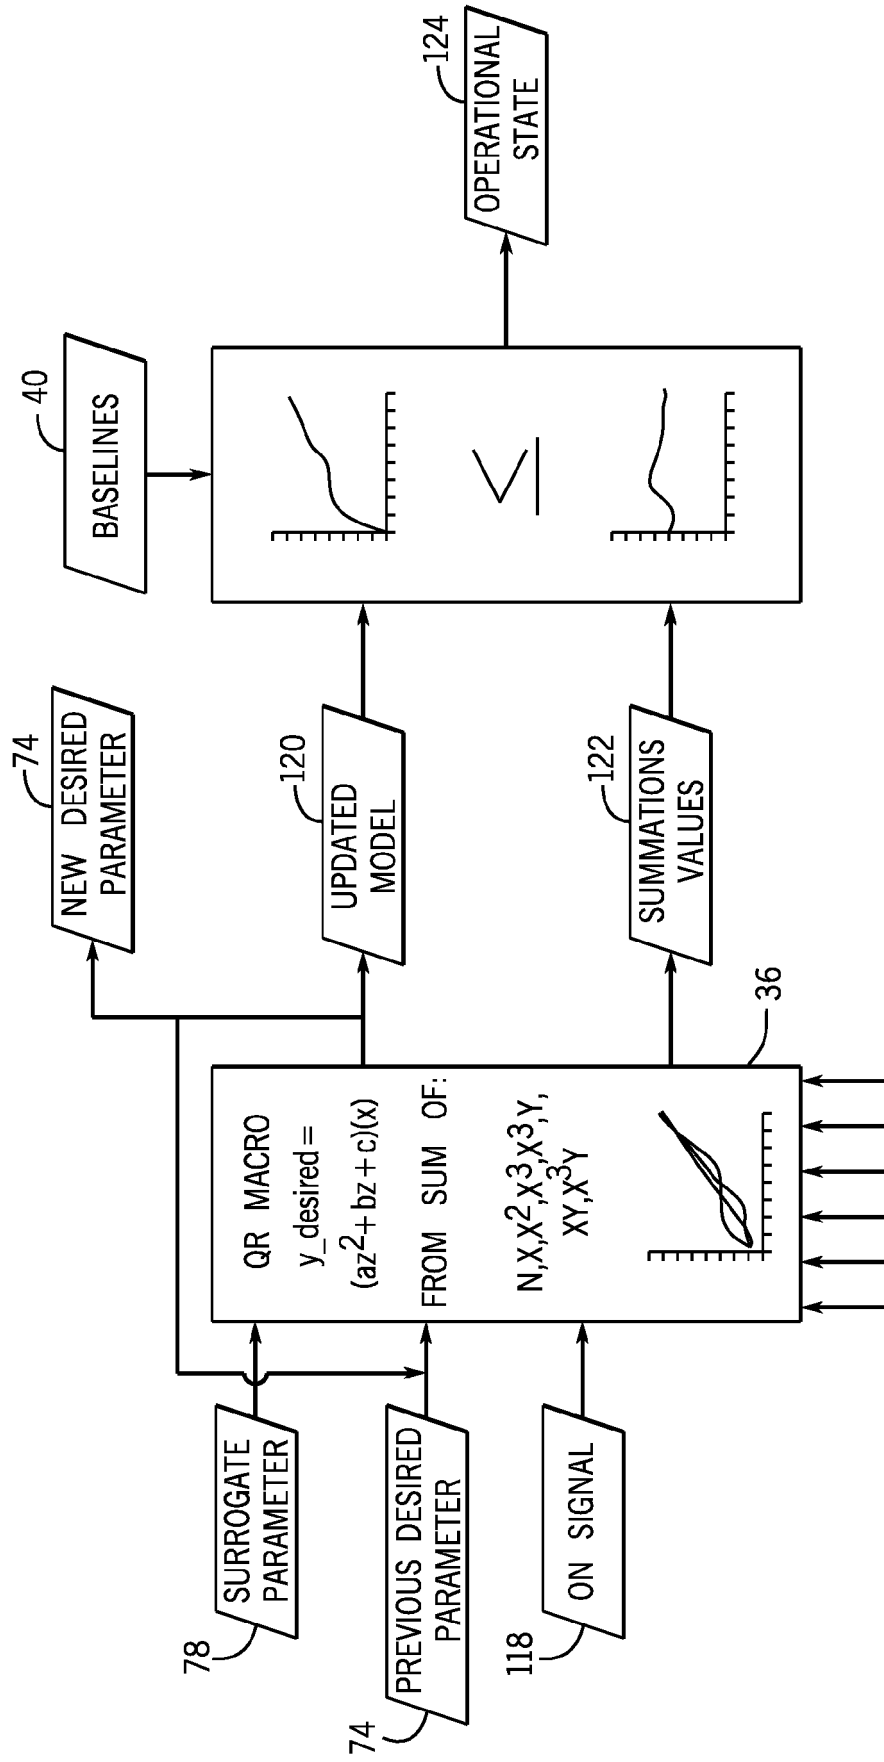 78
SURROGATE
PARAMETER
74
PREVIOUS DESIRED
PARAMETER
118
ON SIGNAL
QR MACRO
y_desired =
(az²+bz+c)(x)
FROM SUM OF:
N,X,X²,X³,X³,Y,
XY,X³Y
36
74
NEW DESIRED
PARAMETER
120
UPDATED
MODEL
122
SUMMATIONS
VALUES
40
BASELINES
≤
124
OPERATIONAL
STATE